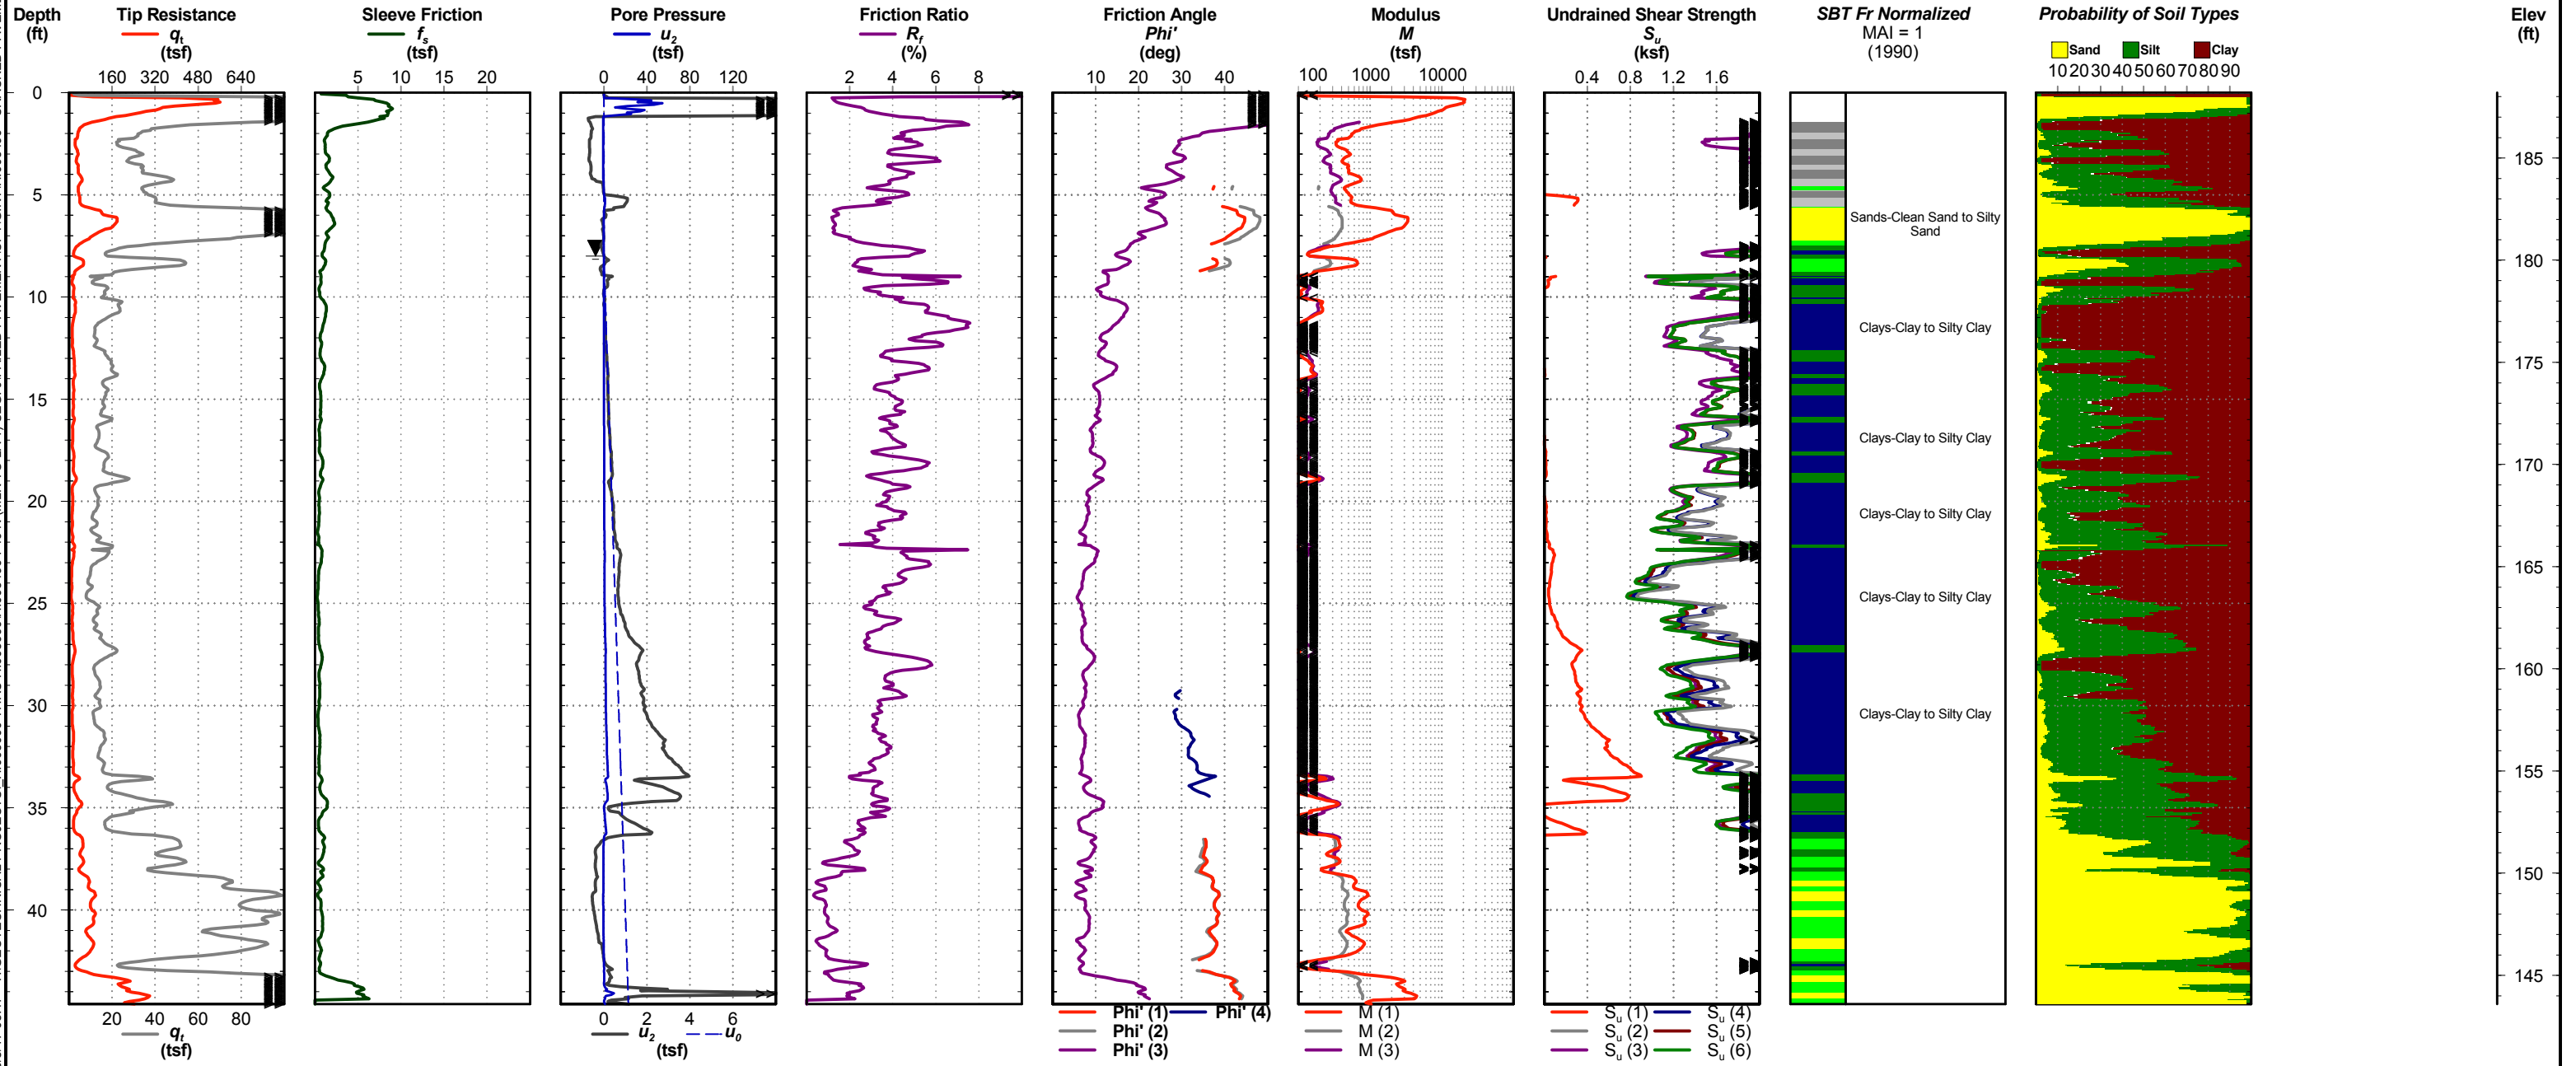 Depth
(ft)
Tip Resistance
qt
(tsf)
Sleeve Friction
fs
(tsf)
Pore Pressure
u2
(tsf)
Friction Ratio
Rf
(%)
Friction Angle
Phi'
(deg)
Modulus
M
(tsf)
Undrained Shear Strength
Su
(ksf)
SBT Fr Normalized
MAI = 1
(1990)
Probability of Soil Types
Sand Silt Clay
Elev
(ft)
160 320 480 640
5 10 15 20
0 40 80 120
2 4 6 8
10 20 30 40
100 1000 10000
0.4 0.8 1.2 1.6
10 20 30 40 50 60 70 80 90
0
5
10
15
20
25
30
35
40
Sands-Clean Sand to Silty
Sand
Clays-Clay to Silty Clay
Clays-Clay to Silty Clay
Clays-Clay to Silty Clay
Clays-Clay to Silty Clay
Clays-Clay to Silty Clay
185
180
175
170
165
160
155
150
145
20 40 60 80
qt
(tsf)
0 2 4 6
u2 u0
(tsf)
Phi' (1) Phi' (4)
Phi' (2)
Phi' (3)
M (1)
M (2)
M (3)
Su (1) Su (4)
Su (2) Su (5)
Su (3) Su (6)